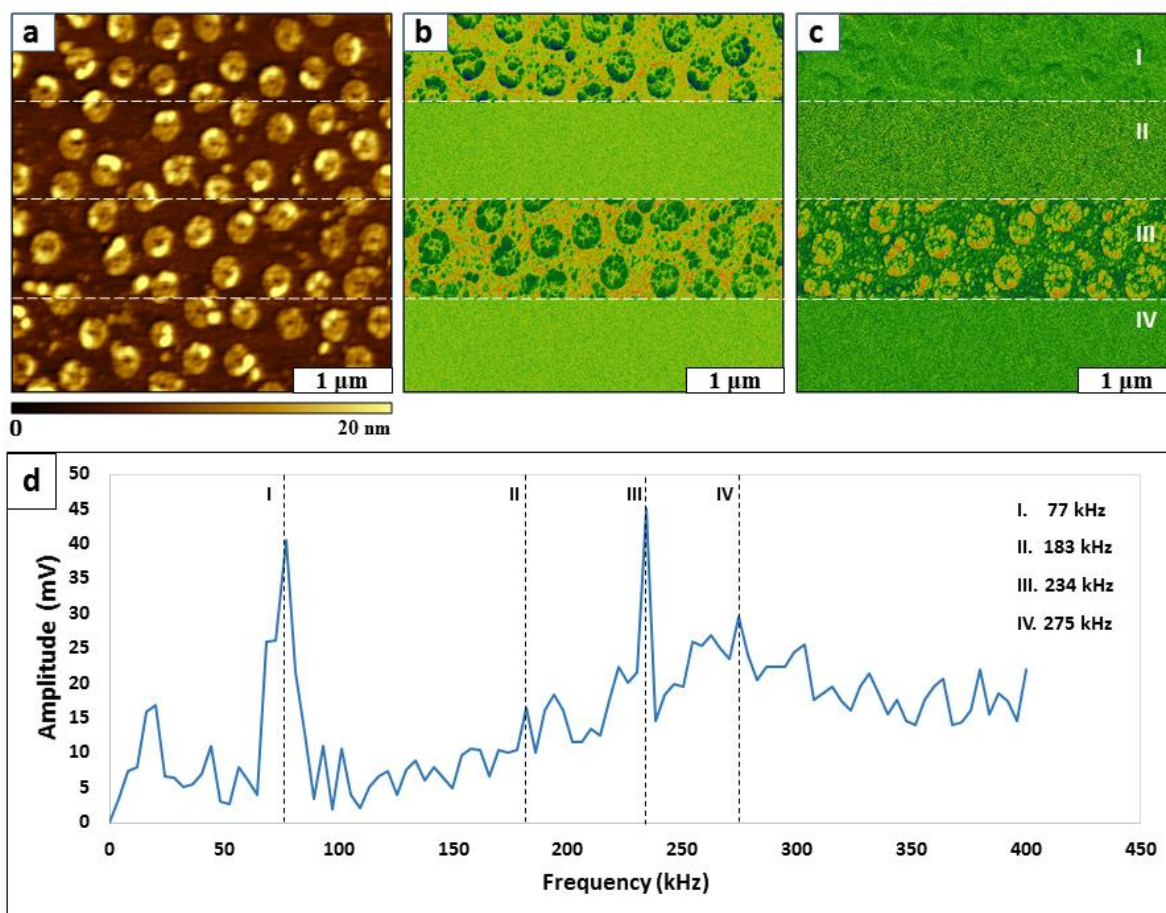 a
b
c
I
II
III
IV
1 µm
1 µm
1 µm
0
20 nm
d
50
45
40
35
30
25
20
15
10
5
0
Amplitude (mV)
I
II
III
IV
I. 77 kHz
II. 183 kHz
III. 234 kHz
IV. 275 kHz
0 50 100 150 200 250 300 350 400 450
Frequency (kHz)